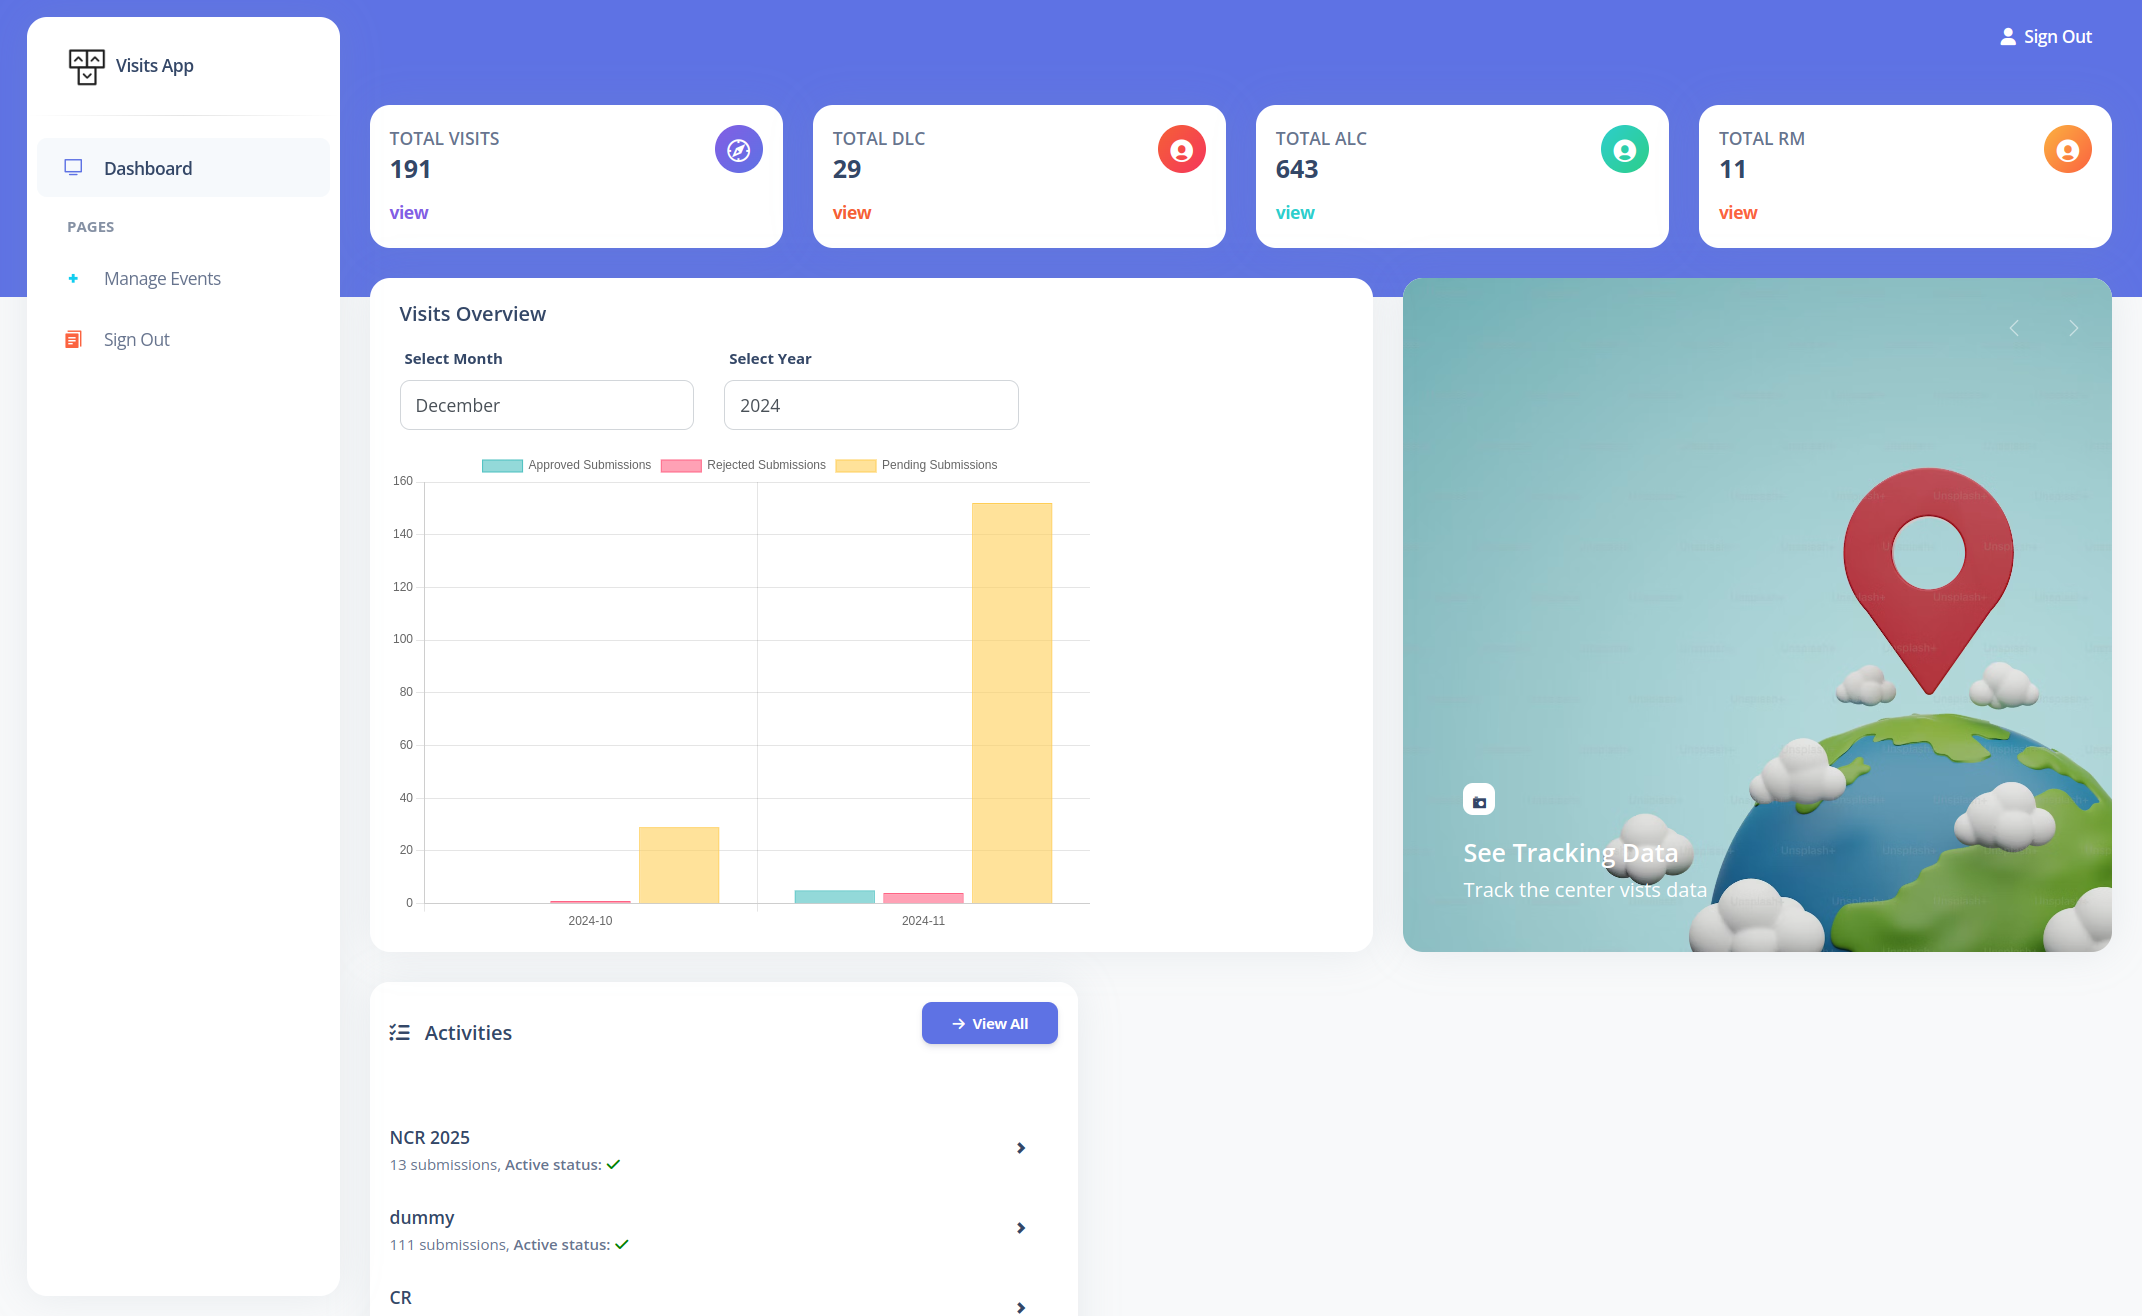 Visits App
Dashboard
PAGES
Manage Events
Sign Out
Sign Out
TOTAL VISITS
191
view
TOTAL DLC
29
view
TOTAL ALC
643
view
TOTAL RM
11
view
Visits Overview
Select Month
Select Year
December
2024
Approved Submissions
Rejected Submissions
Pending Submissions
160
140
120
100
80
60
40
20
0
2024-10
2024-11
Unsplash+
See Tracking Data
Track the center vists data
Activities
View All
NCR 2025
13 submissions, Active status:
dummy
111 submissions, Active status:
CR